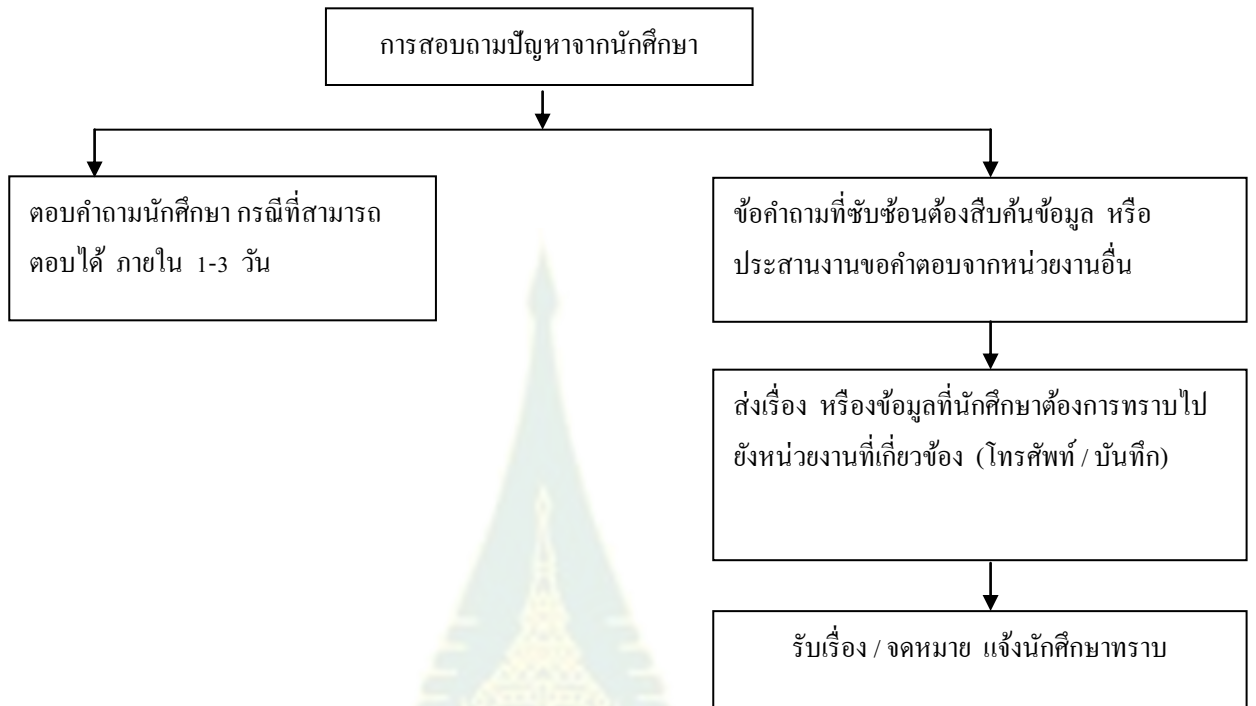 การสอบถามปัญหาจากนักศึกษา
ตอบคำถามนักศึกษา กรณีที่สามารถ
ตอบได้ ภายใน 1-3 วัน
ข้อคำถามที่ซับซ้อนต้องสืบค้นข้อมูล หรือ
ประสานงานขอคำตอบจากหน่วยงานอื่น
ส่งเรื่อง หรืองข้อมูลที่นักศึกษาต้องการทราบไป
ยังหน่วยงานที่เกี่ยวข้อง (โทรศัพท์ / บันทึก)
รับเรื่อง / จดหมาย แจ้งนักศึกษาทราบ